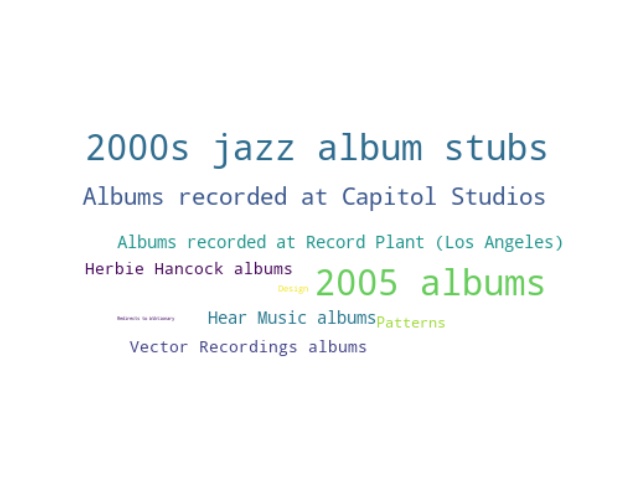 2000s jazz album stubs
Albums recorded at Capitol Studios
Albums recorded at Record Plant (Los Angeles)
Herbie Hancock albums
2005 albums
Design
Redirects to Wiktionary
Hear Music albums
Patterns
Vector Recordings albums